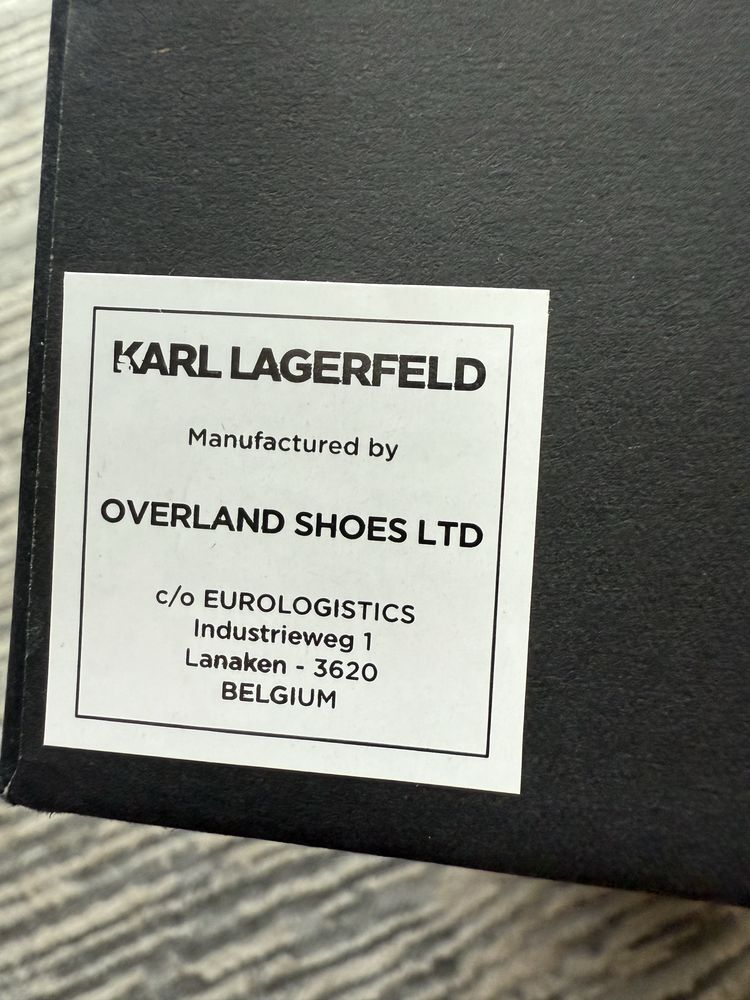 KARL LAGERFELD
Manufactured by
OVERLAND SHOES LTD
c/o EUROLOGISTICS
Industrieweg 1
Lanaken - 3620
BELGIUM